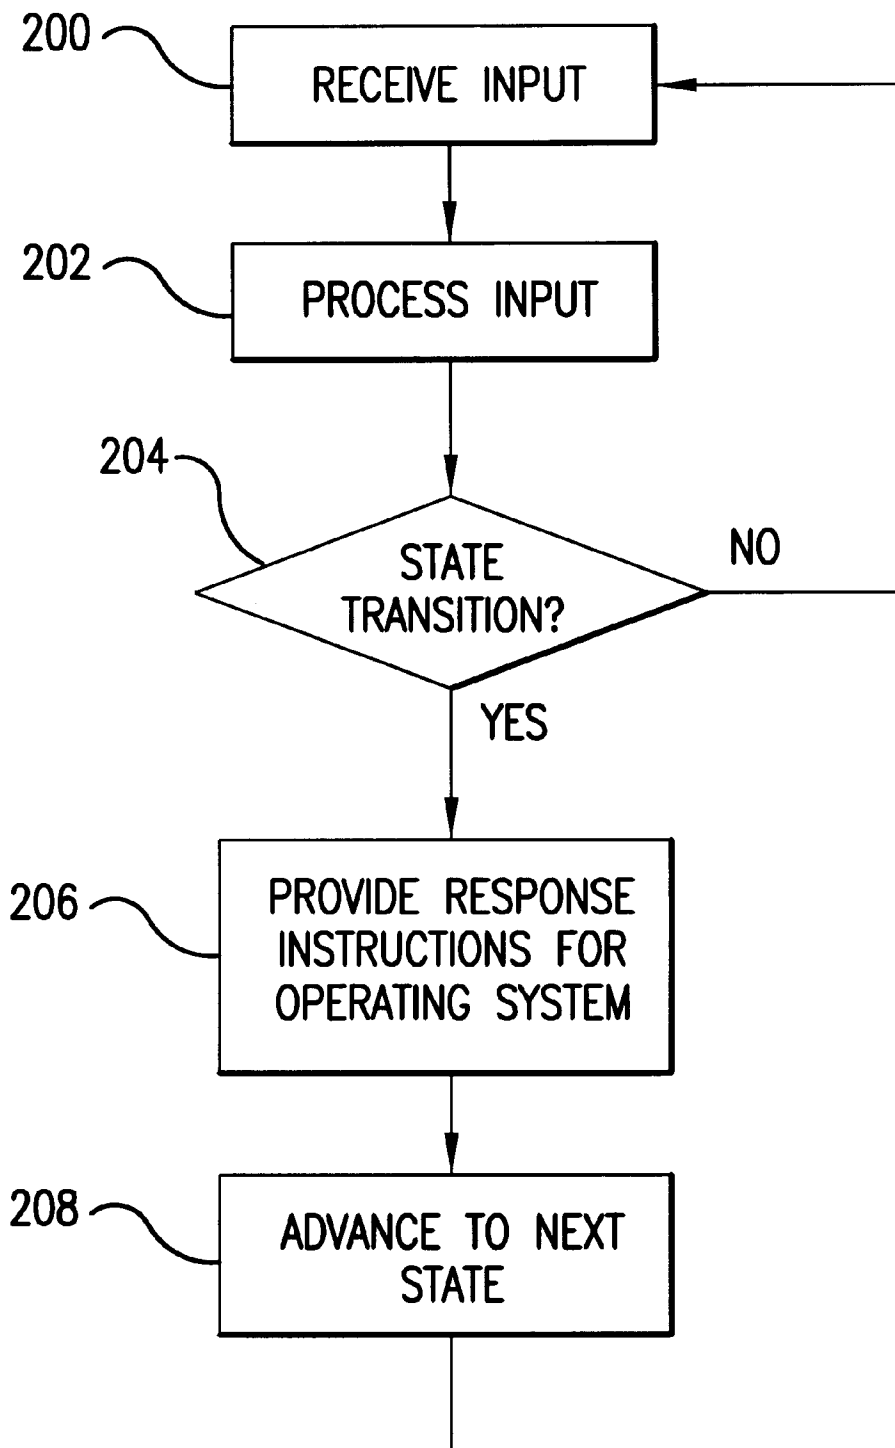 200
RECEIVE INPUT
202
PROCESS INPUT
204
STATE
TRANSITION?
NO
YES
206
PROVIDE RESPONSE
INSTRUCTIONS FOR
OPERATING SYSTEM
208
ADVANCE TO NEXT
STATE